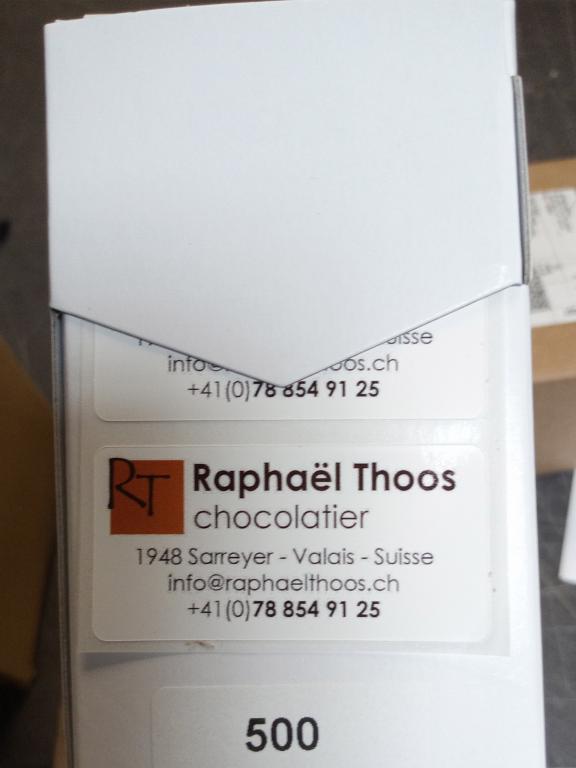 +41(0)78 854 91 25
RT
Raphaël Thoos
chocolatier
1948 Sarreyer - Valais - Suisse
info@raphaelthoos.ch
+41(0)78 854 91 25
500